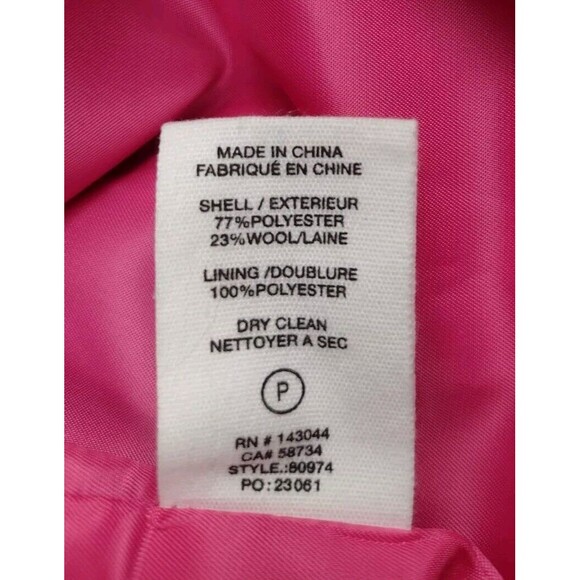 MADE IN CHINA
FABRIQUÉ EN CHINE
SHELL / EXTERIEUR
77%POLYESTER
23%WOOL/LAINE
LINING /DOUBLURE
100%POLYESTER
DRY CLEAN
NETTOYER A SEC
P
RN # 143044
CA# 58734
STYLE.:80974
PO:23061